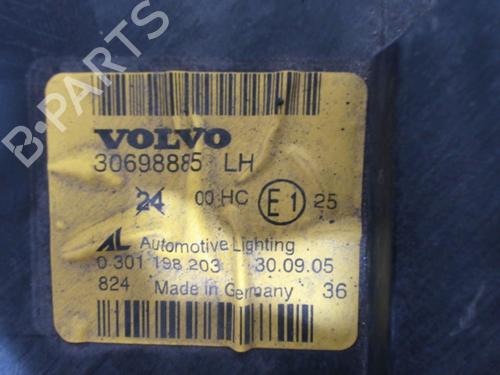 B-PARTS
VOLVO
30698885 LH
24 00 HC E1 25
AL Automotive Lighting
0 301 198 203 30.09.05
824 Made in Germany 36